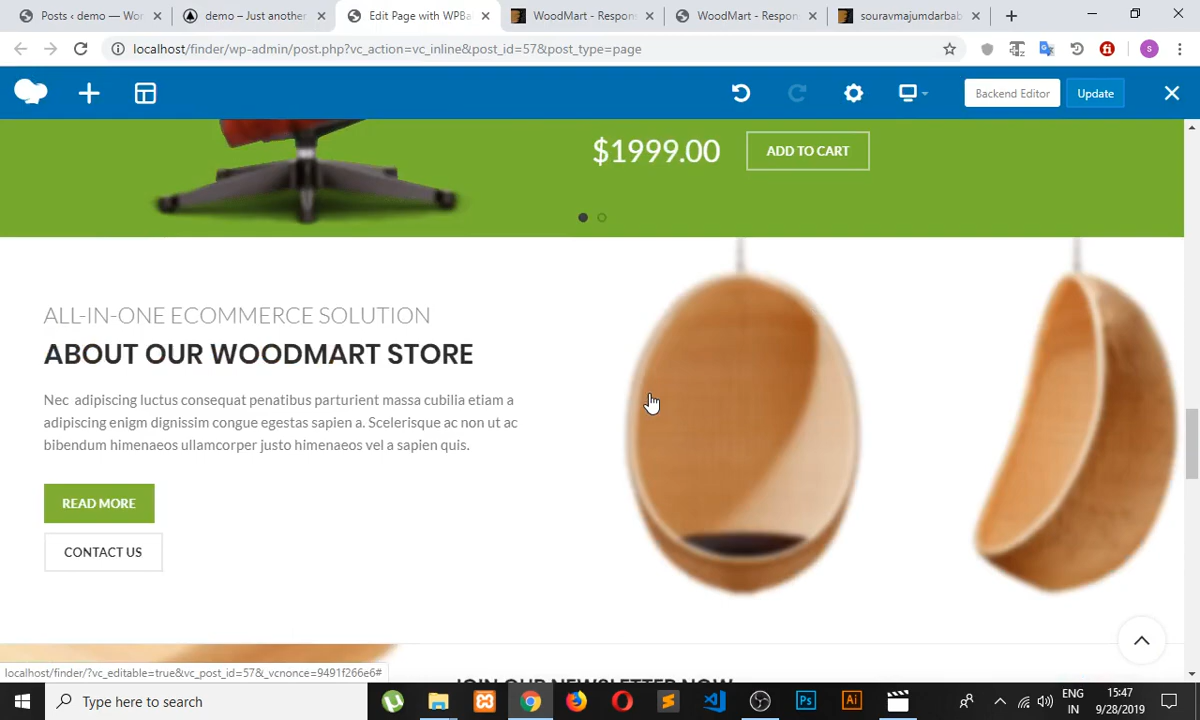 Posts ‹ demo — Wor
demo – Just another
Edit Page with WPBa
WoodMart - Respon
WoodMart - Respon
souravmajumdarbab
localhost/finder/wp-admin/post.php?vc_action=vc_inline&post_id=57&post_type=page
s
Backend Editor
Update
$1999.00
ADD TO CART
ALL-IN-ONE ECOMMERCE SOLUTION
ABOUT OUR WOODMART STORE
Nec adipiscing luctus consequat penatibus parturient massa cubilia etiam a
adipiscing enigm dignissim congue egestas sapien a. Scelerisque ac non ut ac
bibendum himenaeos ullamcorper justo himenaeos vel a sapien quis.
READ MORE
CONTACT US
localhost/finder/?vc_editable=true&vc_post_id=57&_vcnonce=9491f266e6#
JOIN OUR NEWSLETTER NOW
Type here to search
Ps
Ai
ENG
IN
15:47
9/28/2019